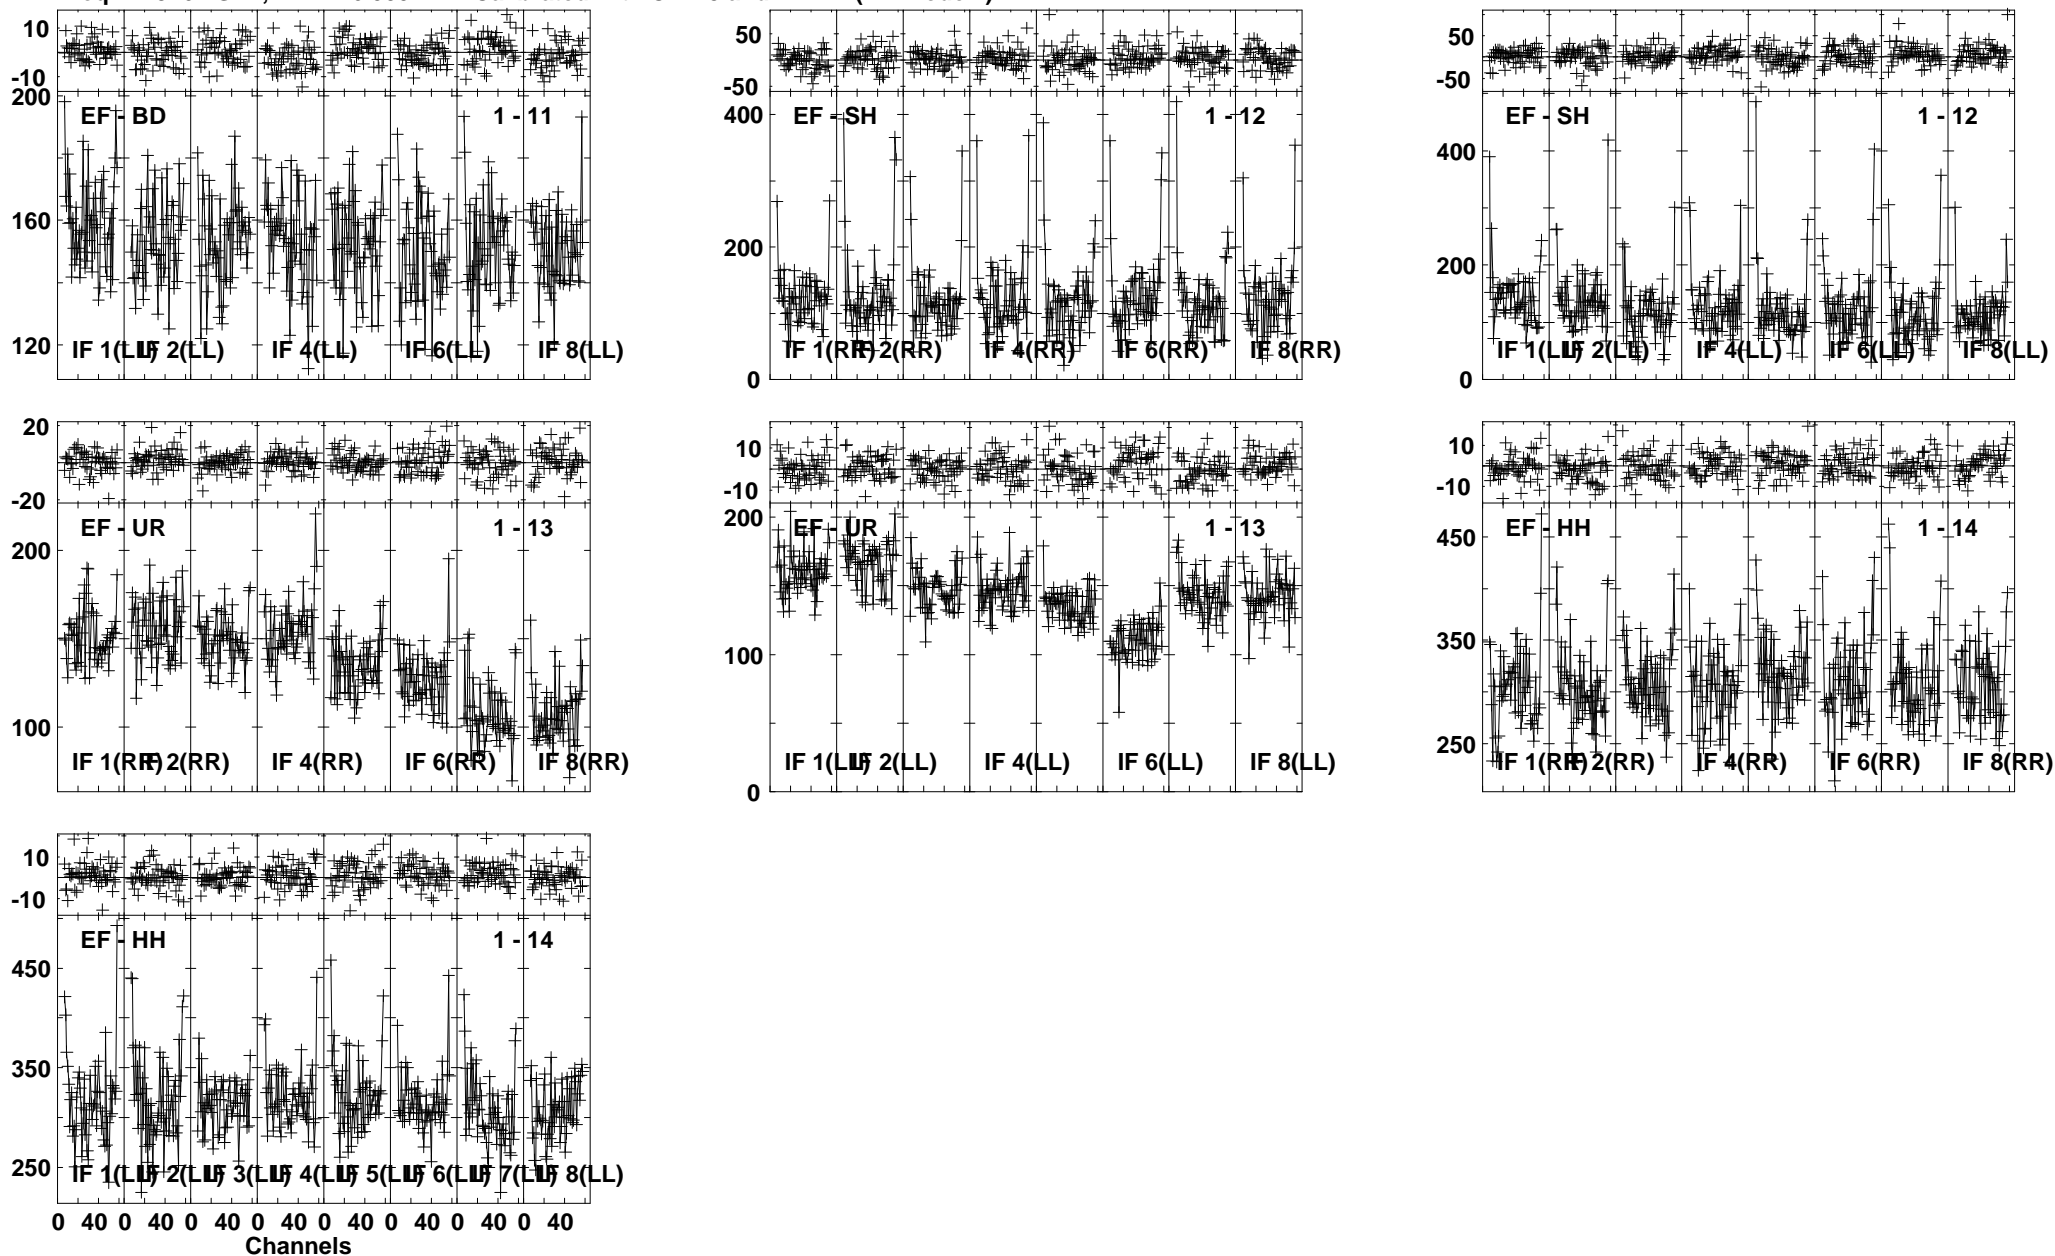 10
-10
200
EF - BD 1 - 11
160
120
IF 1(LL) IF 2(LL) IF 4(LL) IF 6(LL) IF 8(LL)
50
-50
400
EF - SH 1 - 12
200
0
IF 1(RR) IF 2(RR) IF 4(RR) IF 6(RR) IF 8(RR)
50
-50
400
EF - SH 1 - 12
200
0
IF 1(LL) IF 2(LL) IF 4(LL) IF 6(LL) IF 8(LL)
20
-20
200
EF - UR 1 - 13
100
IF 1(RR) IF 2(RR) IF 4(RR) IF 6(RR) IF 8(RR)
10
-10
200
EF - UR 1 - 13
100
0
IF 1(LL) IF 2(LL) IF 4(LL) IF 6(LL) IF 8(LL)
10
-10
450
EF - HH 1 - 14
350
250
IF 1(RR) IF 2(RR) IF 4(RR) IF 6(RR) IF 8(RR)
10
-10
EF - HH 1 - 14
450
350
250
IF 1(LL) IF 2(LL) IF 3(LL) IF 4(LL) IF 5(LL) IF 6(LL) IF 7(LL) IF 8(LL)
0 40 0 40 0 40 0 40 0 40 0 40 0 40 0 40
Channels